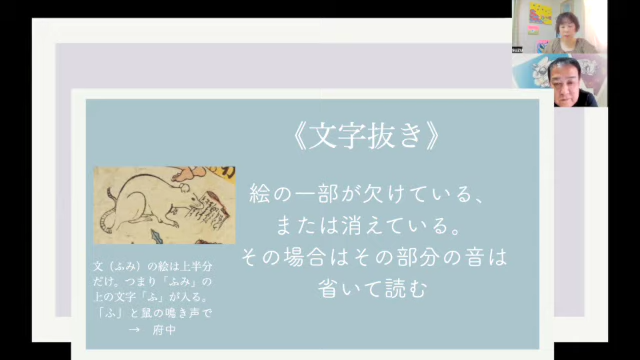 《文字抜き》
絵の一部が欠けている、
または消えている。
その場合はその部分の音は
省いて読む
文（ふみ）の絵は上半分
だけ。つまり「ふみ」の
上の文字「ふ」が入る。
「ふ」と鼠の鳴き声で
→　府中